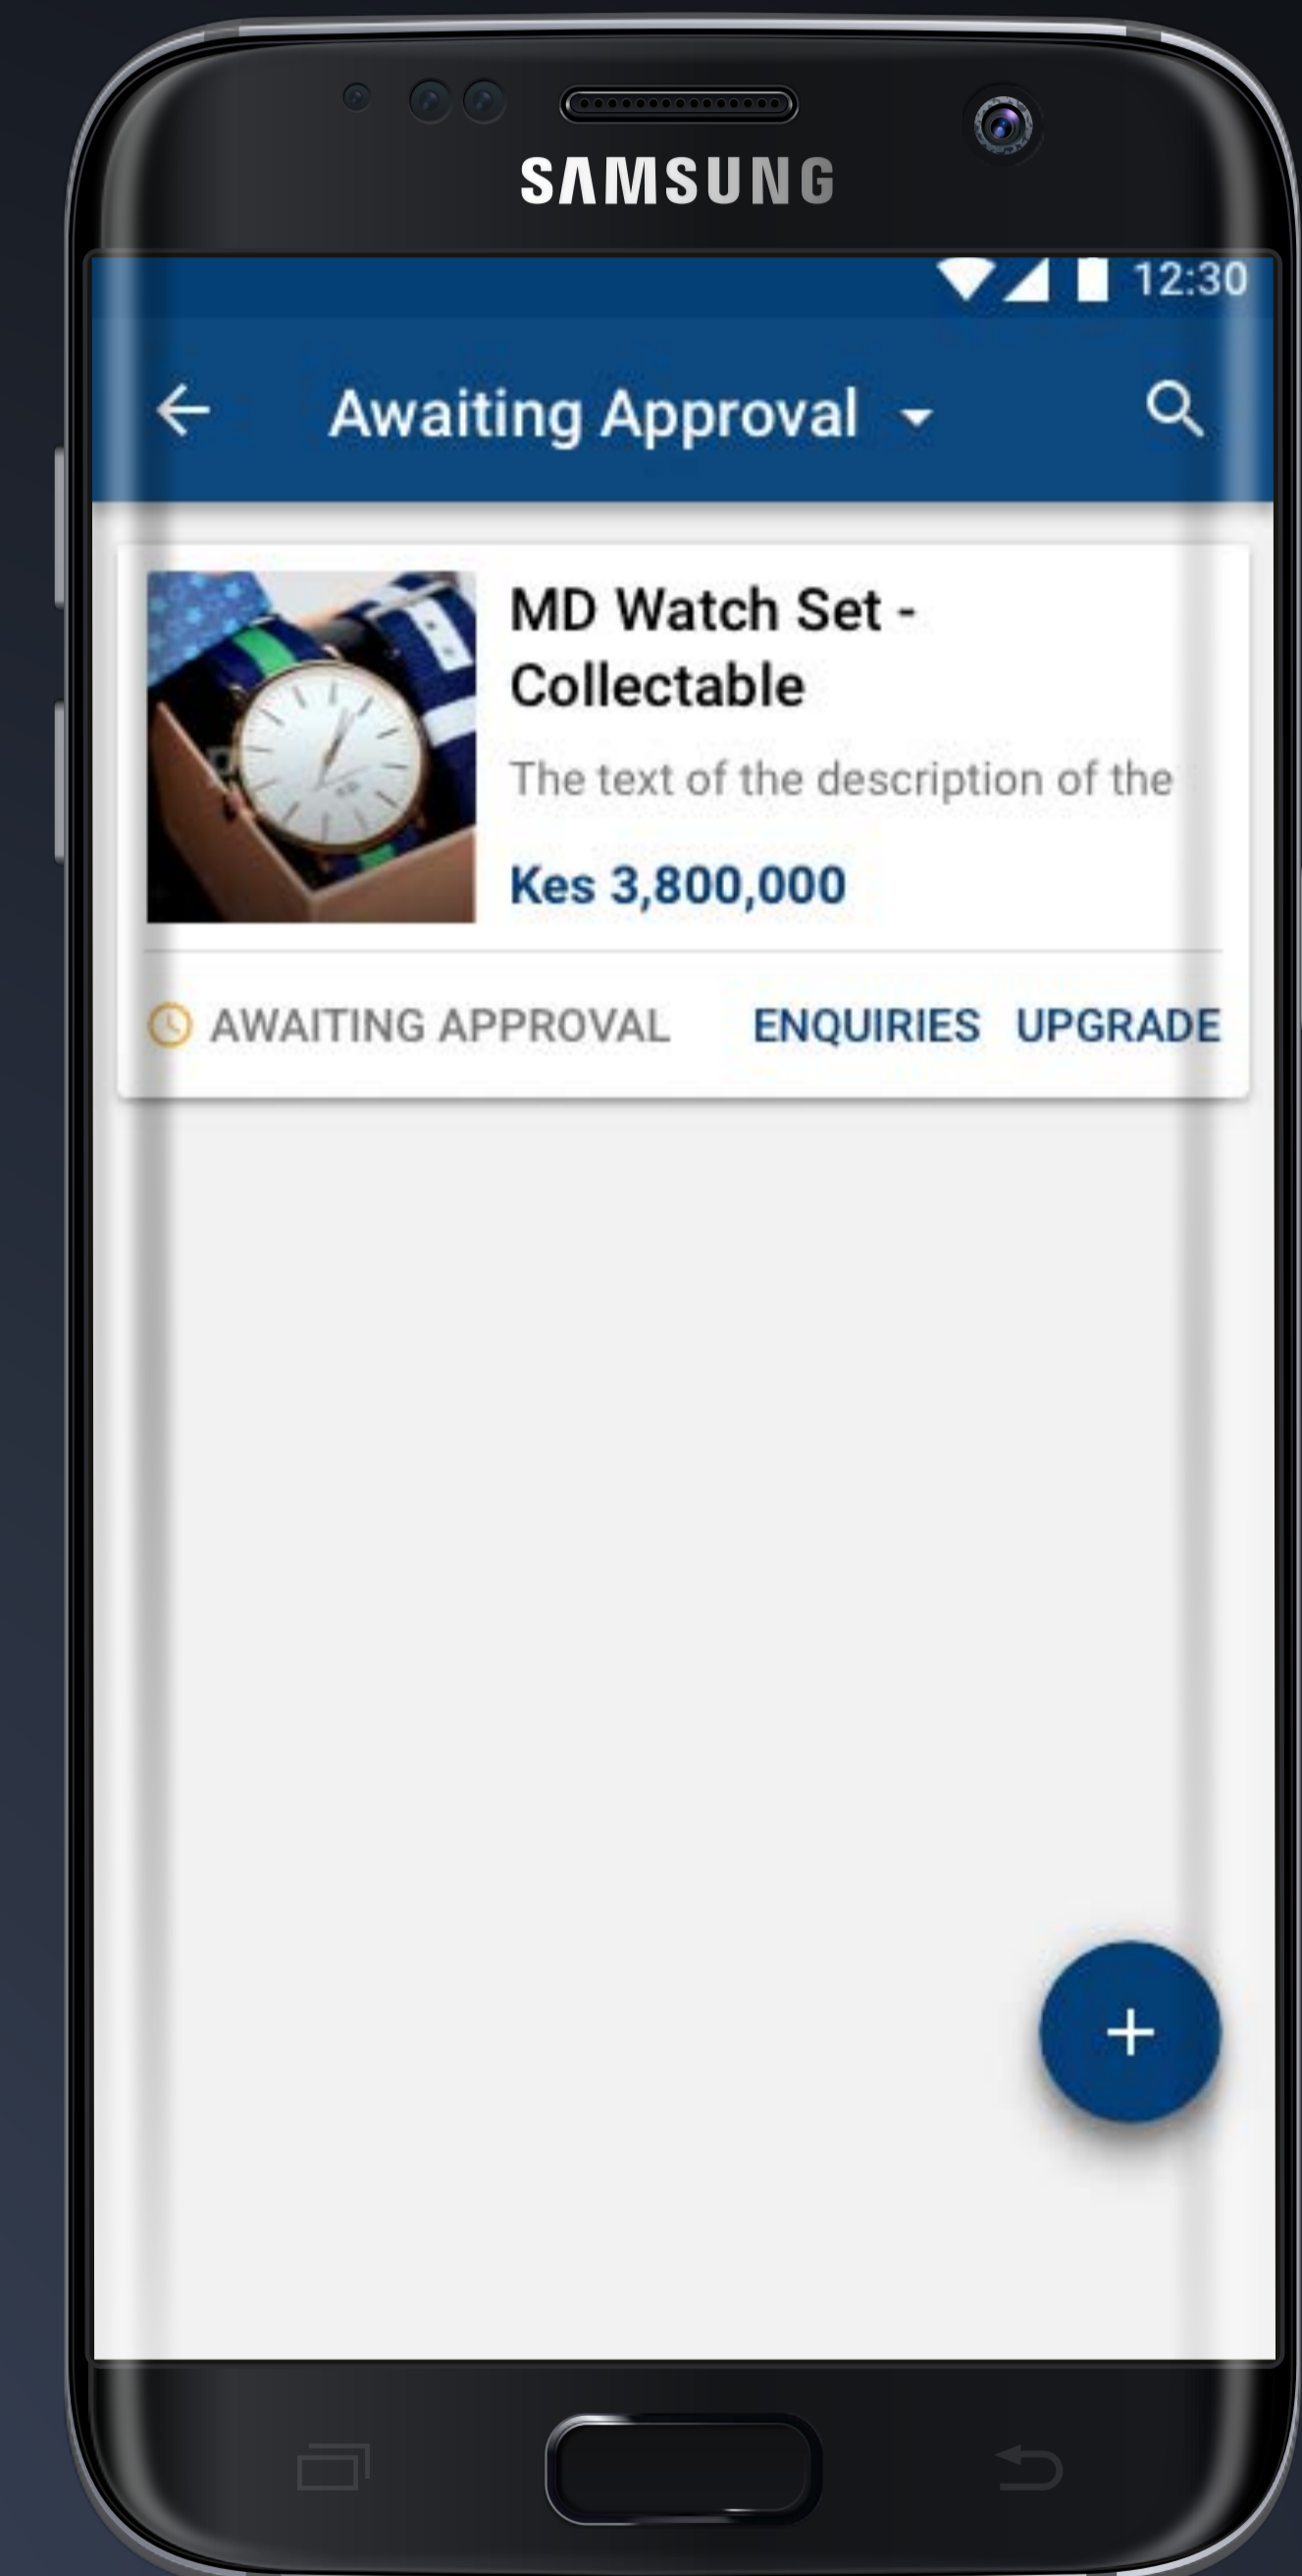 SAMSUNG
12:30
Awaiting Approval
MD Watch Set -
Collectable
The text of the description of the
Kes 3,800,000
AWAITING APPROVAL ENQUIRIES UPGRADE